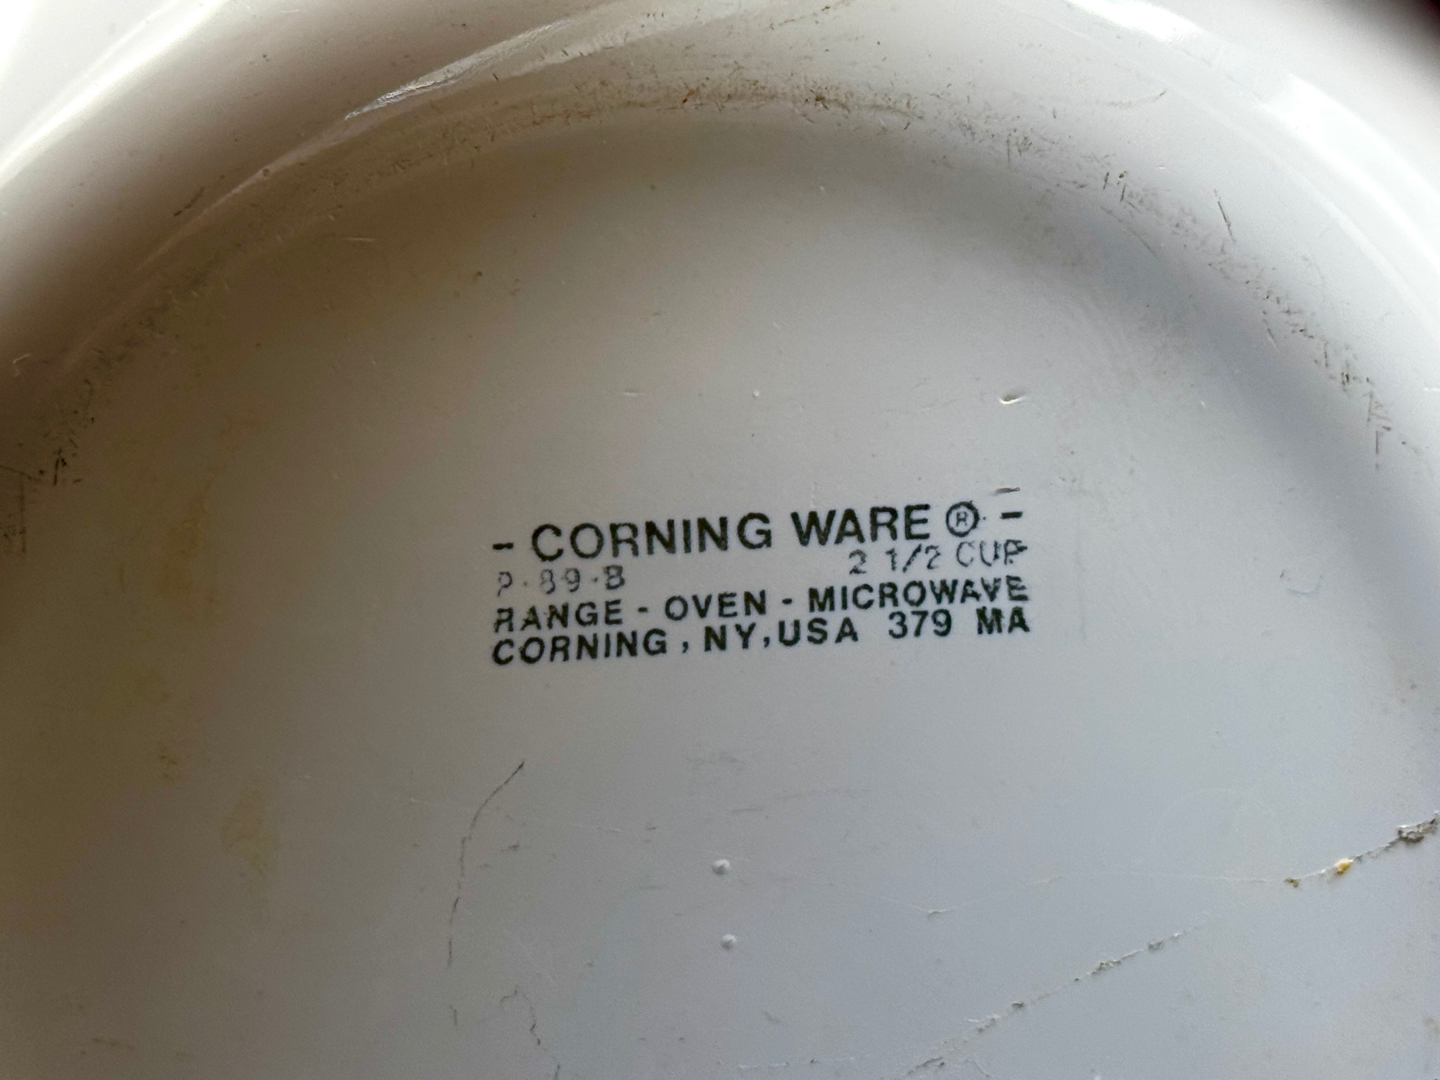 - CORNING WARE ® -
P-89-B 2 1/2 CUP
RANGE - OVEN - MICROWAVE
CORNING, NY, USA 379 MA